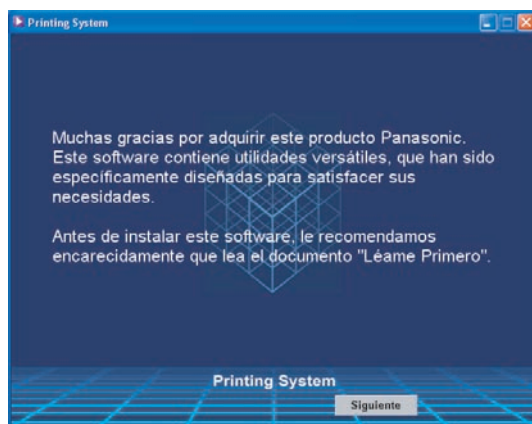 Printing System
Muchas gracias por adquirir este producto Panasonic.
Este software contiene utilidades versátiles, que han sido
específicamente diseñadas para satisfacer sus
necesidades.
Antes de instalar este software, le recomendamos
encarecidamente que lea el documento "Léame Primero".
Printing System
Siguiente